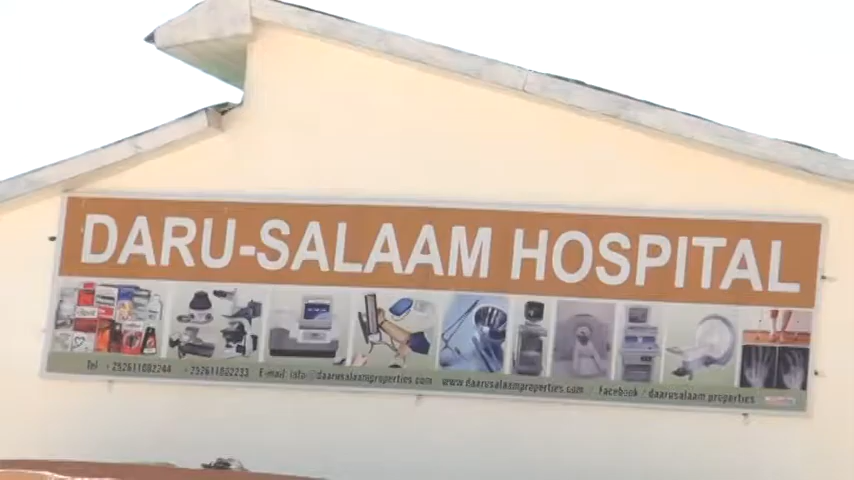 DARU-SALAAM HOSPITAL
Tel +252611082244 +252611082233 E-mail: info@daarusalaamproperties.com www.daarusalaamproperties.com / Facebook / daarusalaam properties